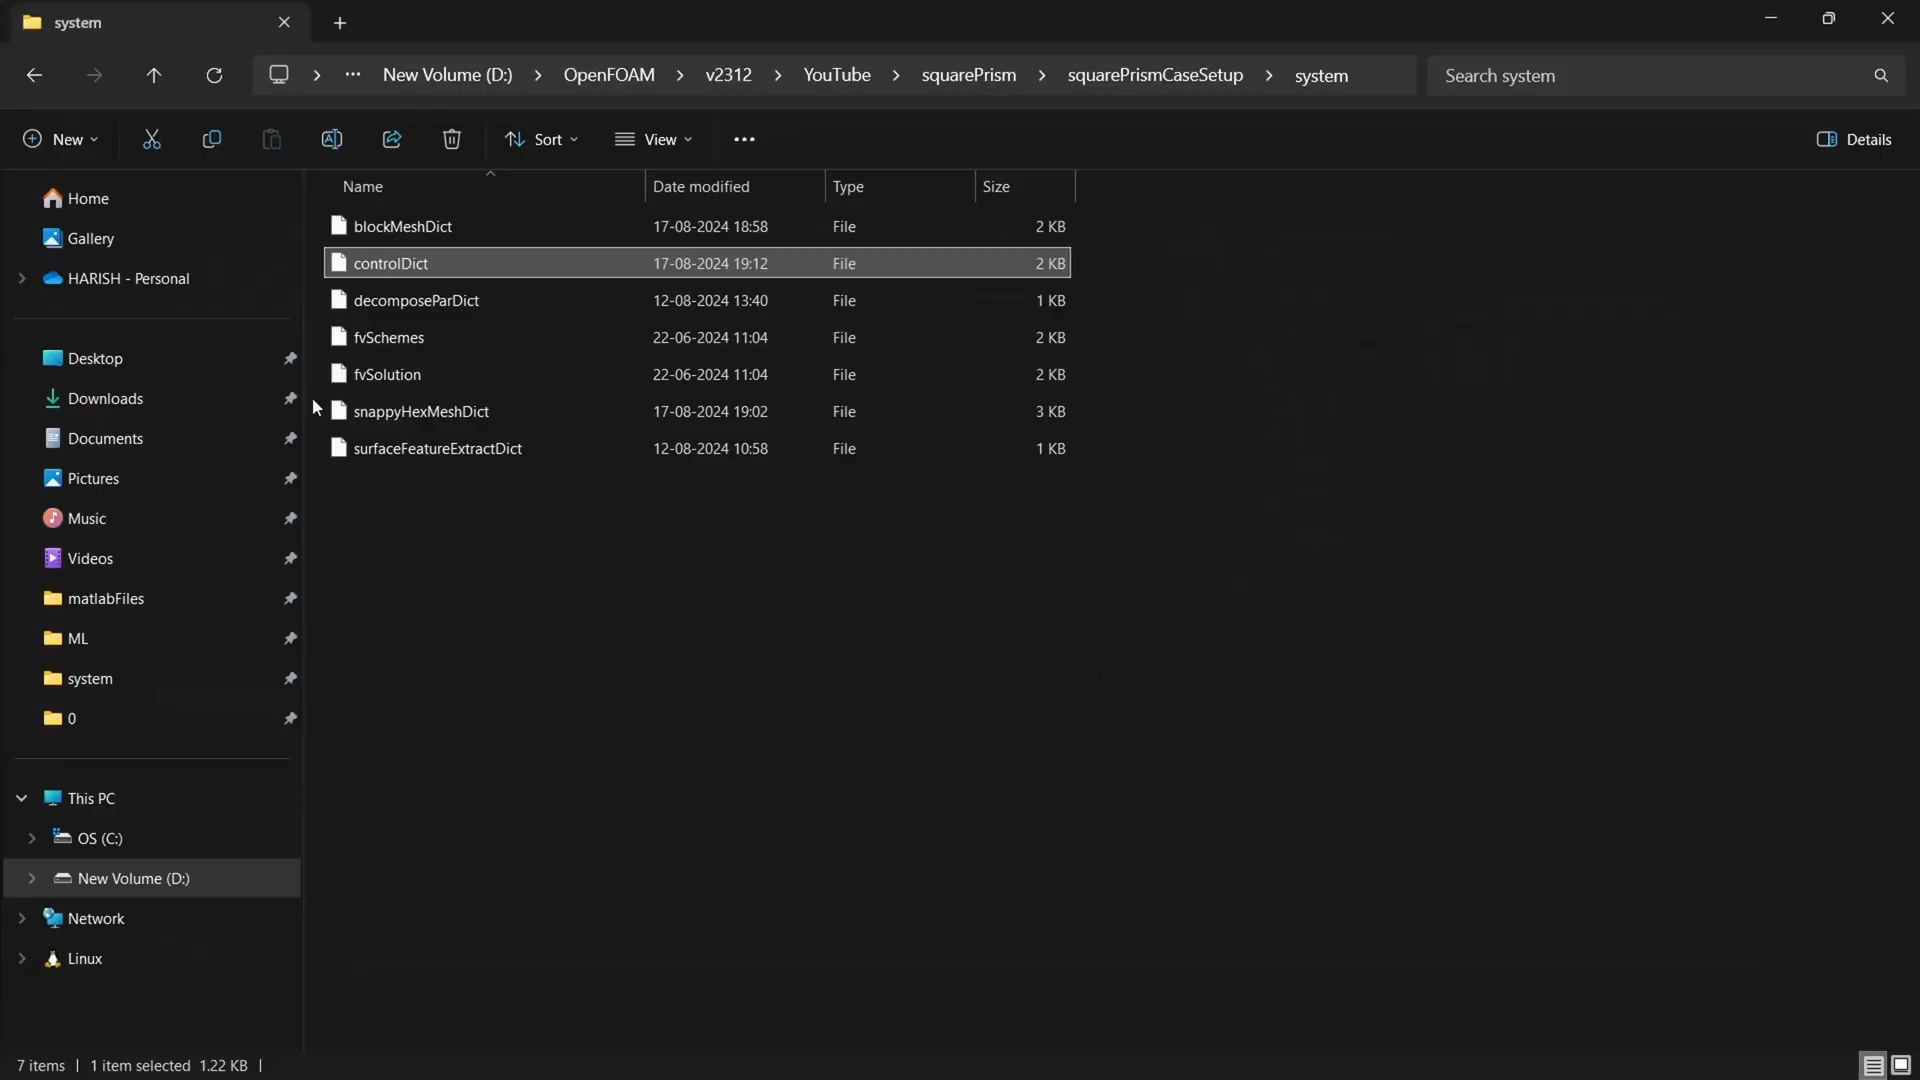 system
New Volume (D:) > OpenFOAM > v2312 > YouTube > squarePrism > squarePrismCaseSetup > system
Search system
New
Sort
View
Details
Name Date modified Type Size
blockMeshDict 17-08-2024 18:58 File 2 KB
controlDict 17-08-2024 19:12 File 2 KB
decomposeParDict 12-08-2024 13:40 File 1 KB
fvSchemes 22-06-2024 11:04 File 2 KB
fvSolution 22-06-2024 11:04 File 2 KB
snappyHexMeshDict 17-08-2024 19:02 File 3 KB
surfaceFeatureExtractDict 12-08-2024 10:58 File 1 KB
Home
Gallery
HARISH - Personal
Desktop
Downloads
Documents
Pictures
Music
Videos
matlabFiles
ML
system
0
This PC
OS (C:)
New Volume (D:)
Network
Linux
7 items | 1 item selected 1.22 KB |